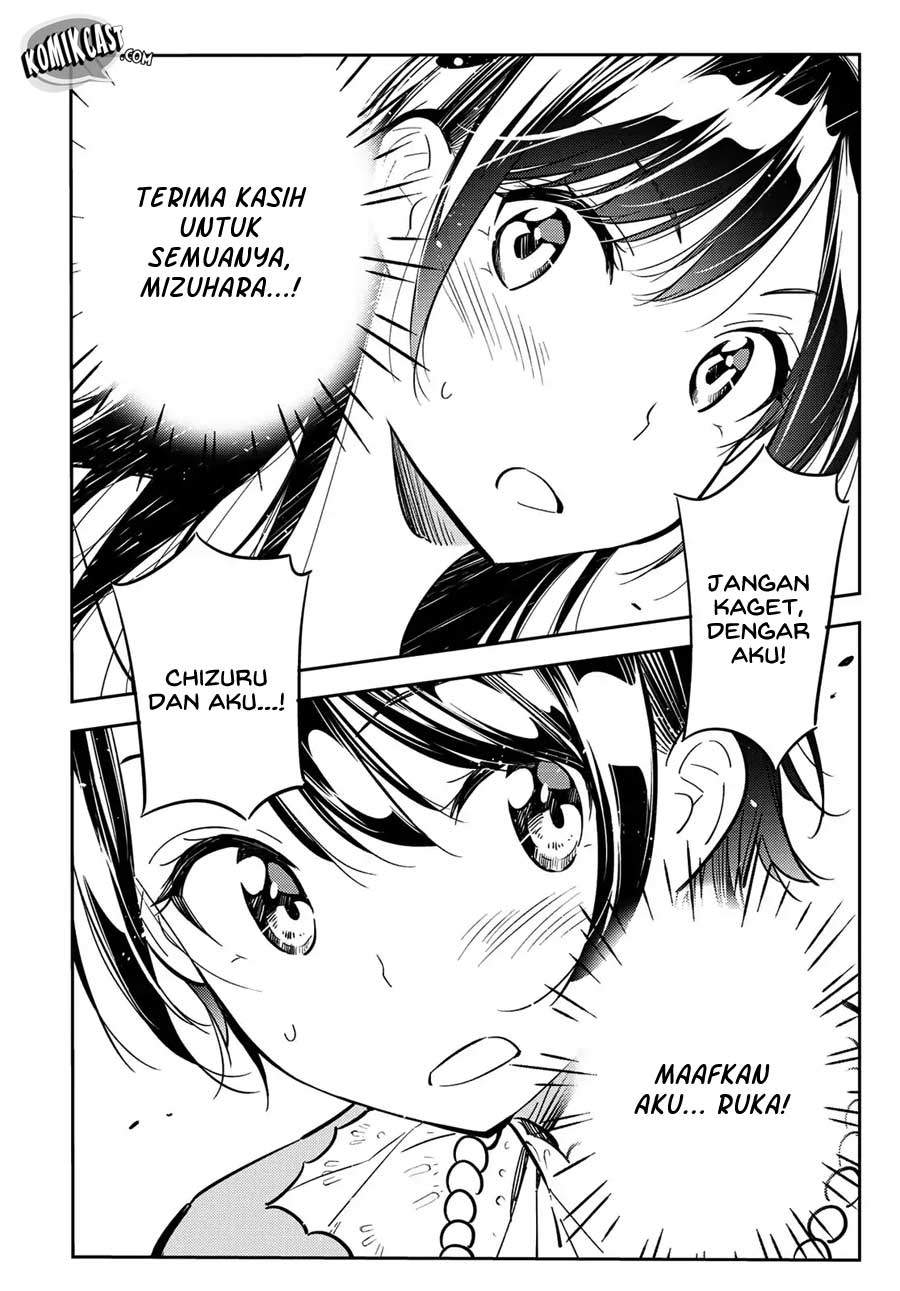 KOMIKCAST.COM
TERIMA KASIH
UNTUK
SEMUANYA,
MIZUHARA...!
JANGAN
KAGET,
DENGAR
AKU!
CHIZURU
DAN AKU...!
MAAFKAN
AKU... RUKA!